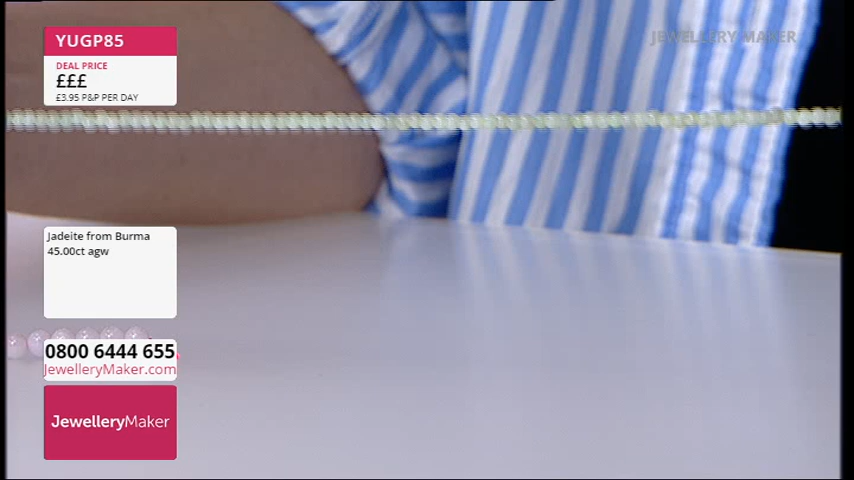 YUGP85
JEWELLERY MAKER
DEAL PRICE
£££
£3.95 P&P PER DAY
Jadeite from Burma
45.00ct agw
0800 6444 655
JewelleryMaker.com
JewelleryMaker